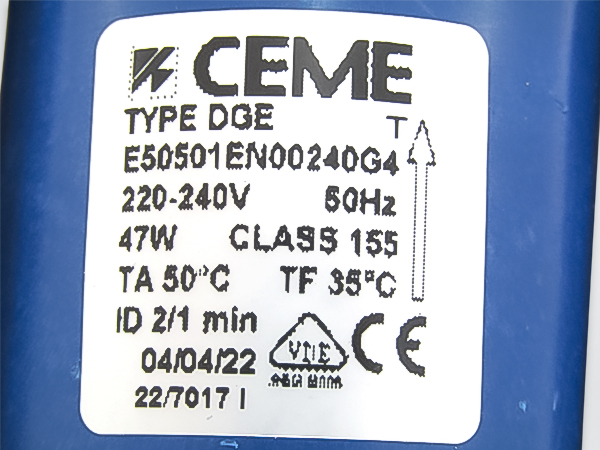 CEME
TYPE DGE T
E50501EN00240G4
220-240V 50Hz
47W CLASS 155
TA 50°C TF 35°C
ID 2/1 min
VDE
CE
04/04/22
22/7017 I